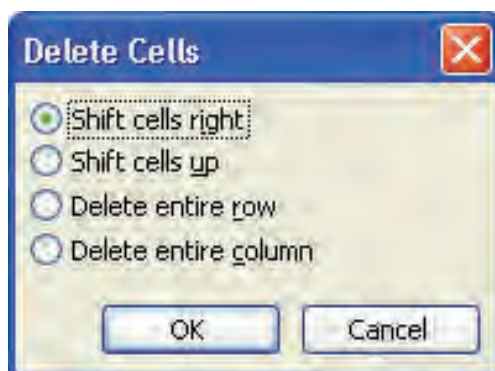 Delete Cells
Shift cells right
Shift cells up
Delete entire row
Delete entire column
OK Cancel